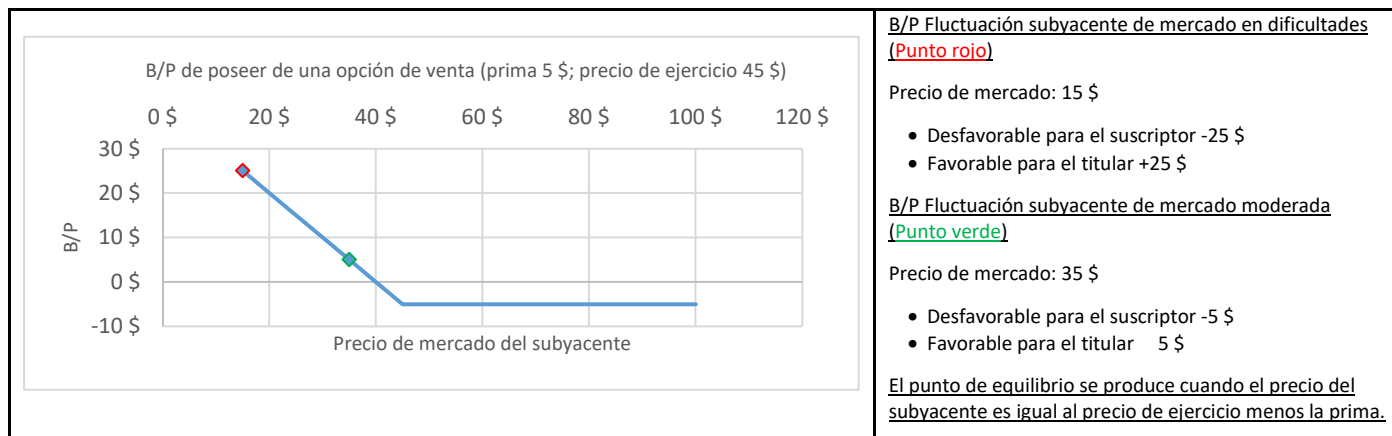 B/P de poseer de una opción de venta (prima 5 $; precio de ejercicio 45 $)
0 $ 20 $ 40 $ 60 $ 80 $ 100 $ 120 $
30 $
20 $
10 $
0 $
-10 $
B/P
Precio de mercado del subyacente
B/P Fluctuación subyacente de mercado en dificultades
(Punto rojo)
Precio de mercado: 15 $
• Desfavorable para el suscriptor -25 $
• Favorable para el titular +25 $
B/P Fluctuación subyacente de mercado moderada
(Punto verde)
Precio de mercado: 35 $
• Desfavorable para el suscriptor -5 $
• Favorable para el titular 5 $
El punto de equilibrio se produce cuando el precio del
subyacente es igual al precio de ejercicio menos la prima.